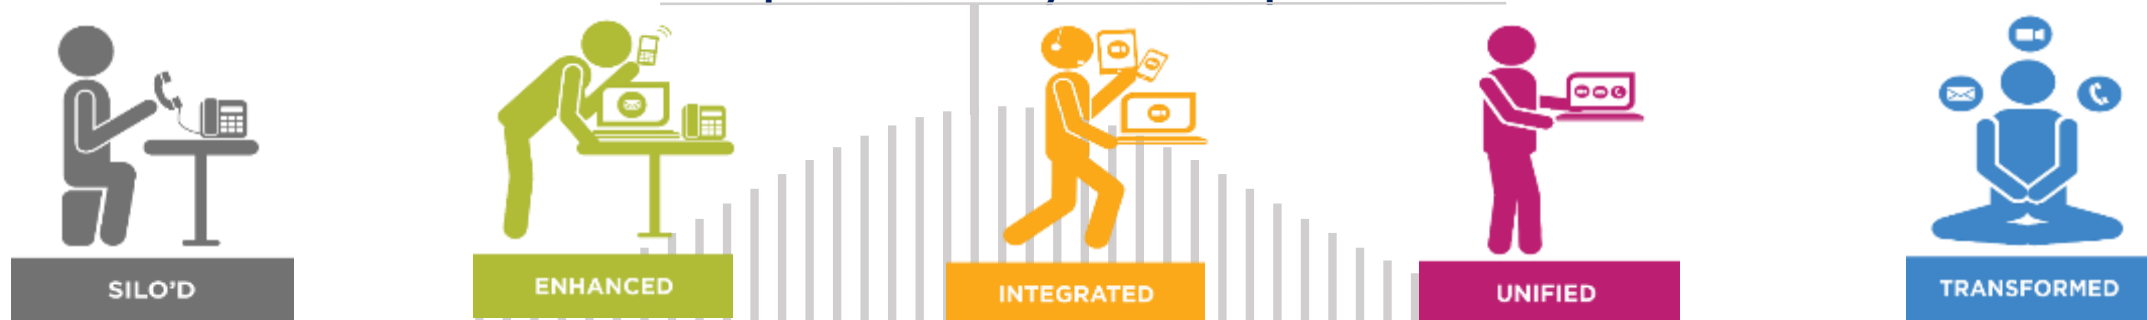 SILO'D
ENHANCED
INTEGRATED
UNIFIED
TRANSFORMED